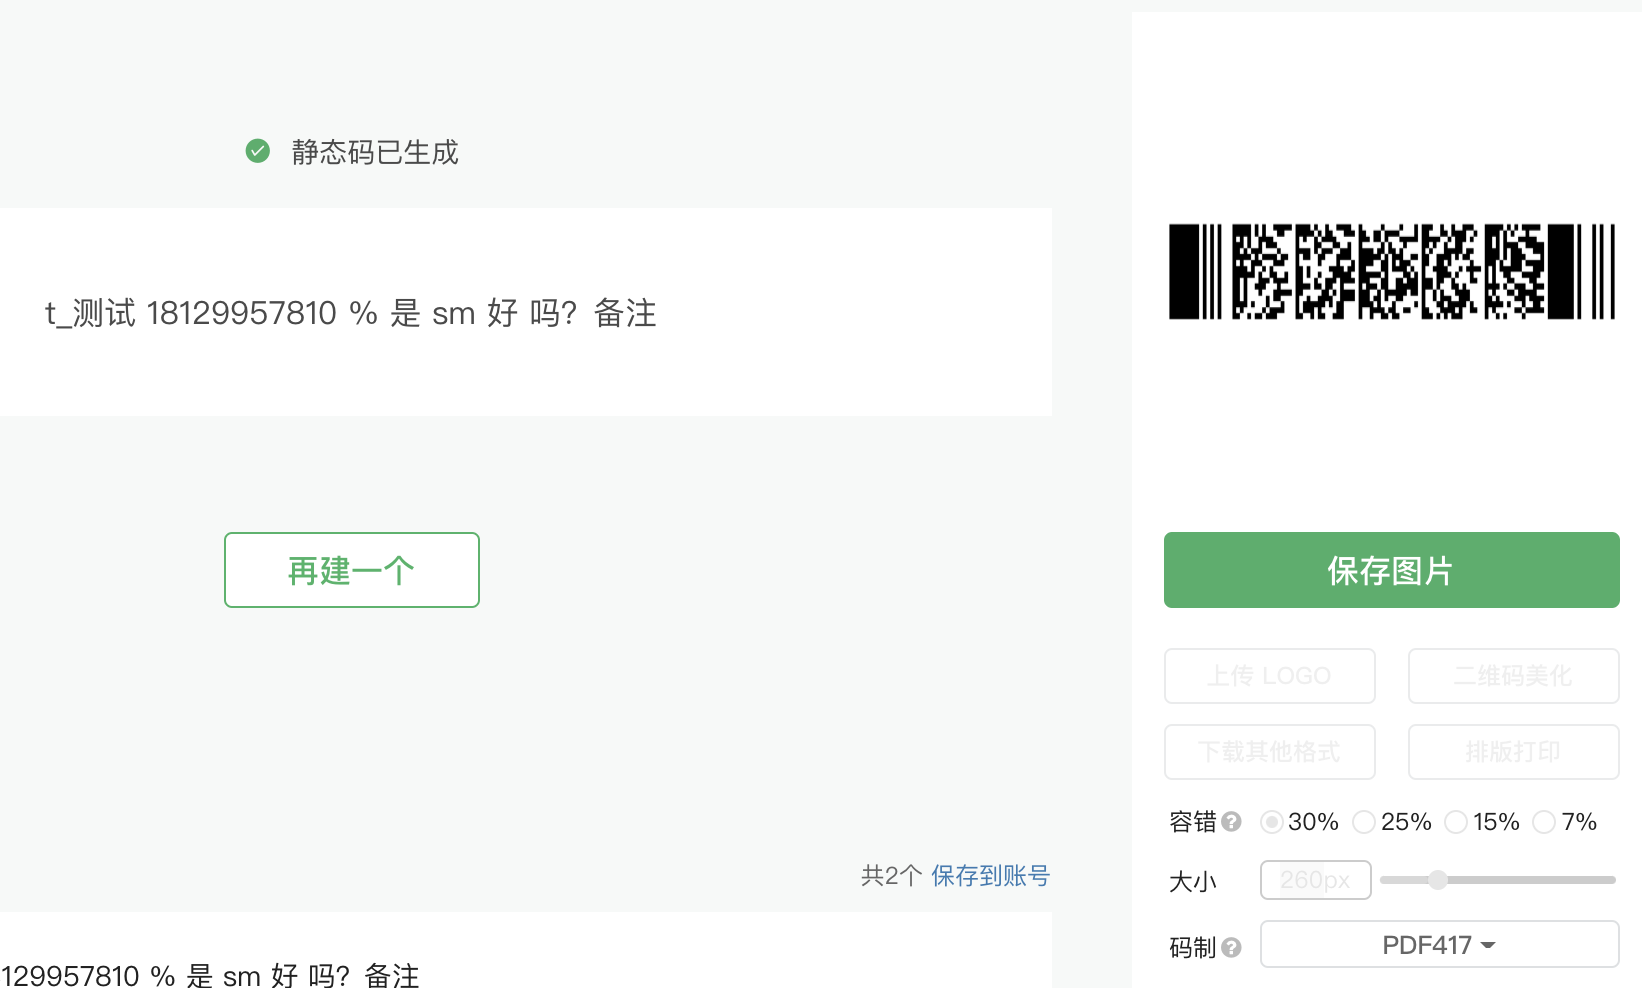 静态码已生成
t_测试 18129957810 % 是 sm 好 吗？备注
再建一个
共2个 保存到账号
129957810 % 是 sm 好 吗？备注
保存图片
上传 LOGO
二维码美化
下载其他格式
排版打印
容错 ? 30% 25% 15% 7%
大小 260px
码制 ? PDF417